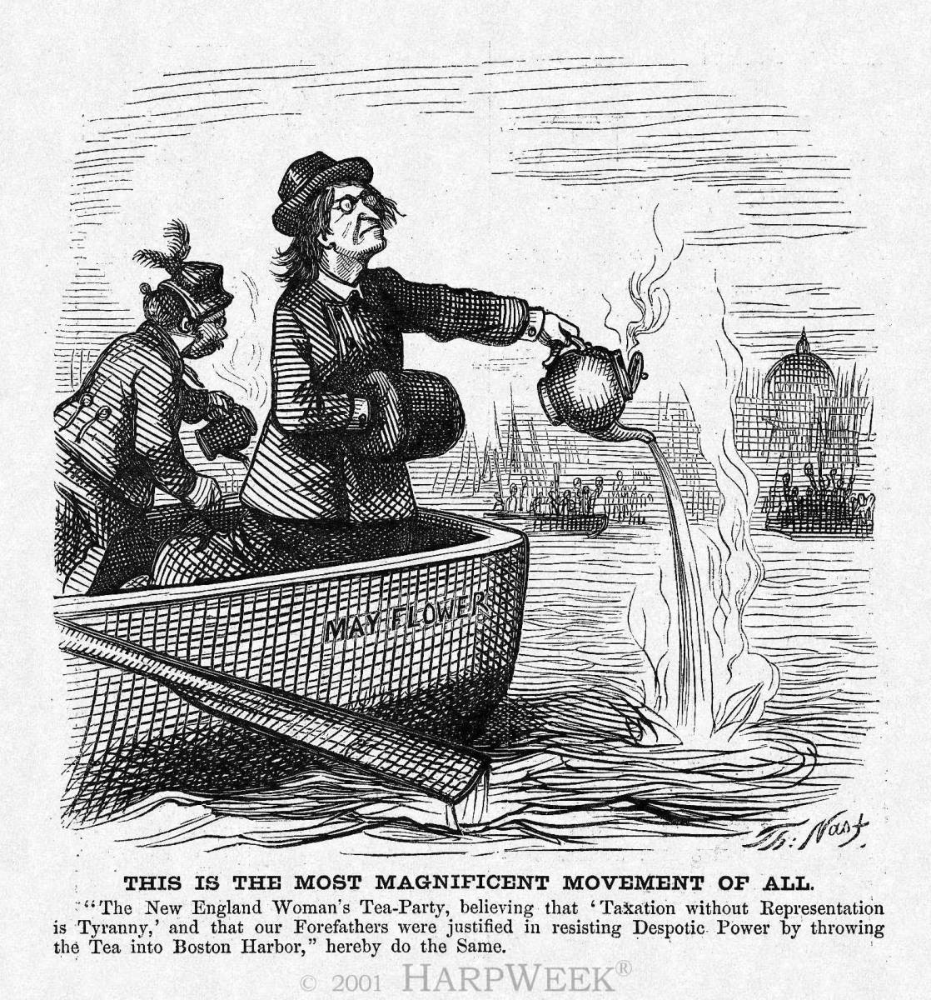 MAY FLOWER
Th: Nast.
THIS IS THE MOST MAGNIFICENT MOVEMENT OF ALL.
"The New England Woman's Tea-Party, believing that 'Taxation without Representation
is Tyranny,' and that our Forefathers were justified in resisting Despotic Power by throwing
the Tea into Boston Harbor," hereby do the Same.
© 2001 HARPWEEK®